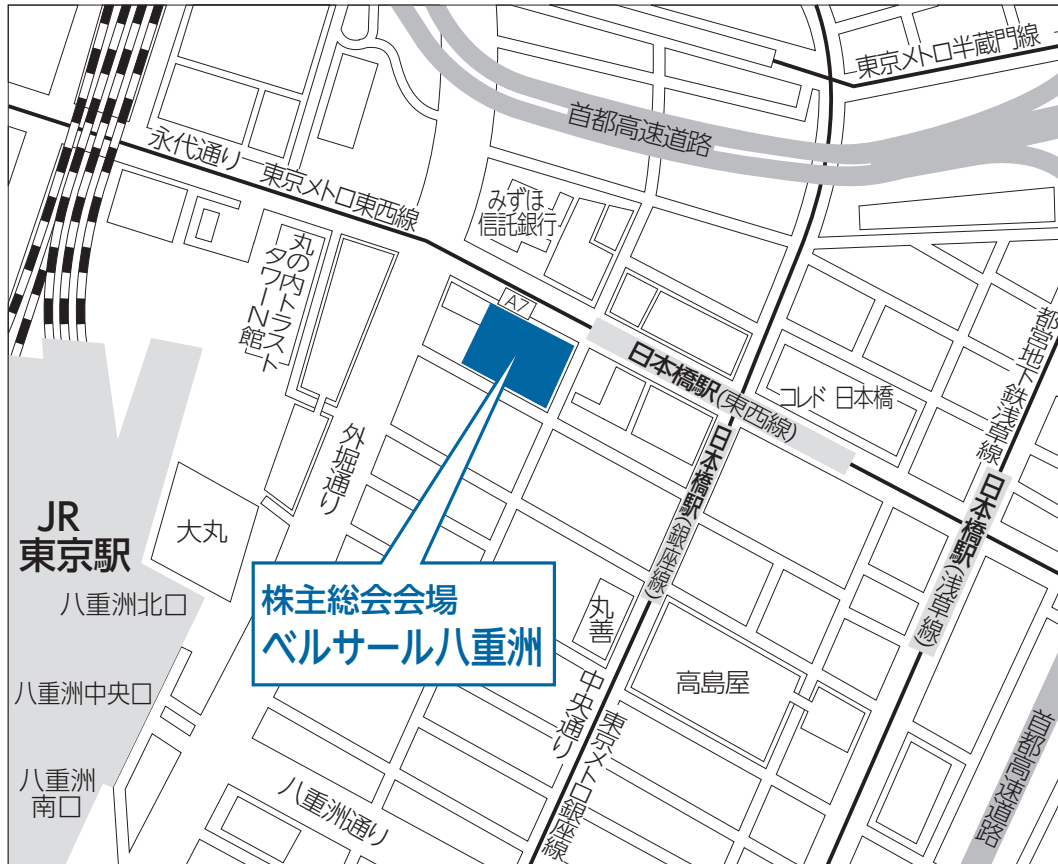 東京メトロ半蔵門線
首都高速道路
永代通り
東京メトロ東西線
みずほ
信託銀行
丸の内トラスト
タワーN館
A7
日本橋駅(東西線)
コレド 日本橋
都営地下鉄浅草線
外堀通り
日本橋駅(銀座線)
日本橋駅(浅草線)
JR
東京駅
大丸
八重洲北口
株主総会会場
ベルサール八重洲
丸善
八重洲中央口
高島屋
中央通り
東京メトロ銀座線
首都高速道路
八重洲
南口
八重洲通り